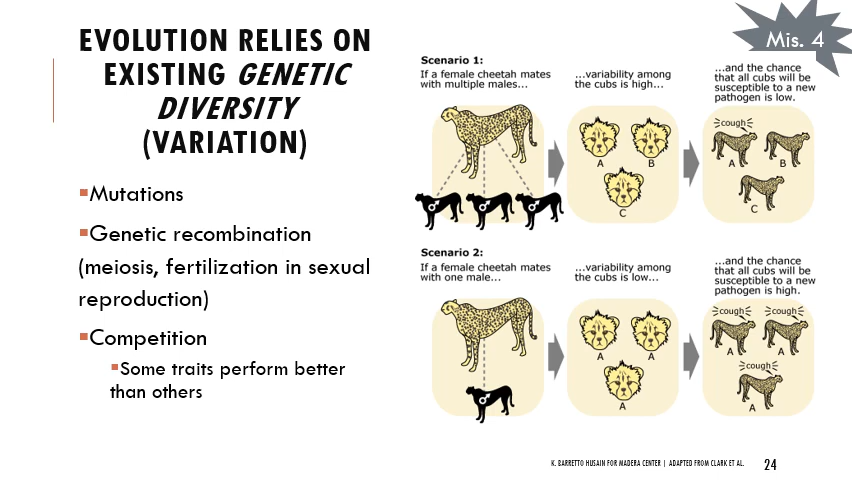 EVOLUTION RELIES ON
EXISTING GENETIC
DIVERSITY
(VARIATION)
▪Mutations
▪Genetic recombination
(meiosis, fertilization in sexual
reproduction)
▪Competition
▪Some traits perform better
than others
Mis. 4
Scenario 1:
If a female cheetah mates
with multiple males...
...variability among
the cubs is high...
...and the chance
that all cubs will be
susceptible to a new
pathogen is low.
A
B
C
cough
A
B
C
Scenario 2:
If a female cheetah mates
with one male...
...variability among
the cubs is low...
...and the chance
that all cubs will be
susceptible to a new
pathogen is high.
A
A
A
cough
cough
A
A
cough
A
K. BARRETTO HUSAIN FOR MADERA CENTER | ADAPTED FROM CLARK ET AL.
24